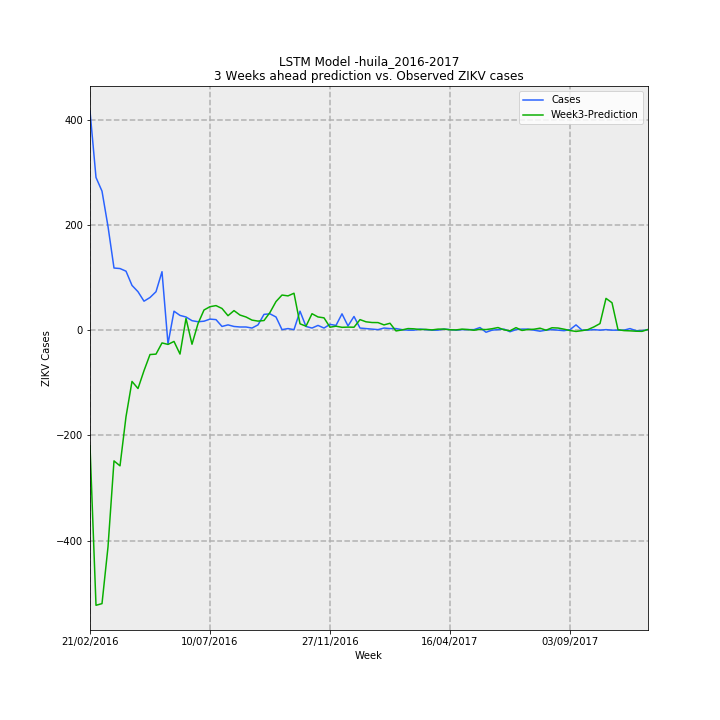 LSTM Model -huila_2016-2017
3 Weeks ahead prediction vs. Observed ZIKV cases
Cases
Week3-Prediction
400
200
0
−200
−400
ZIKV Cases
21/02/2016
10/07/2016
27/11/2016
16/04/2017
03/09/2017
Week